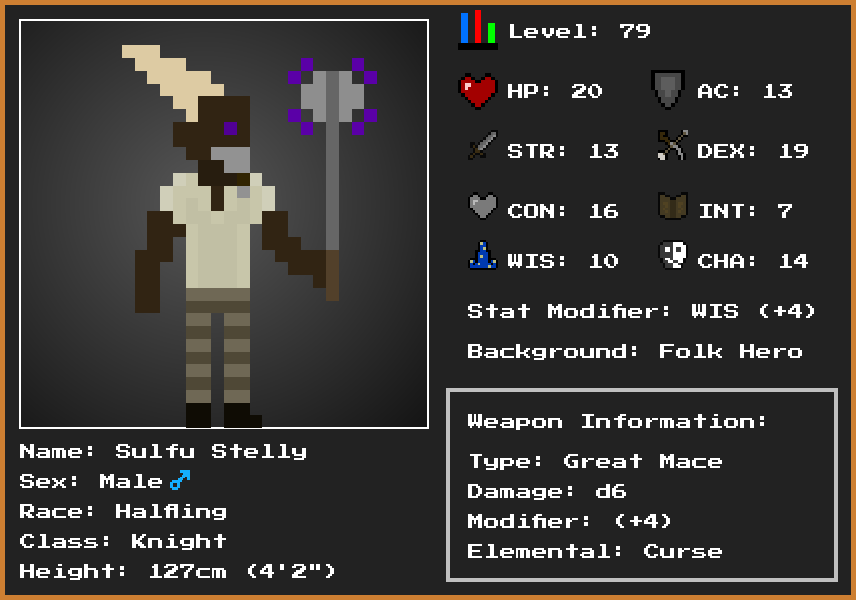 Level: 79
HP: 20
AC: 13
STR: 13
DEX: 19
CON: 16
INT: 7
WIS: 10
CHA: 14
Stat Modifier: WIS (+4)
Background: Folk Hero
Name: Sulfu Stelly
Sex: Male ♂
Race: Halfling
Class: Knight
Height: 127cm (4'2")
Weapon Information:
Type: Great Mace
Damage: d6
Modifier: (+4)
Elemental: Curse